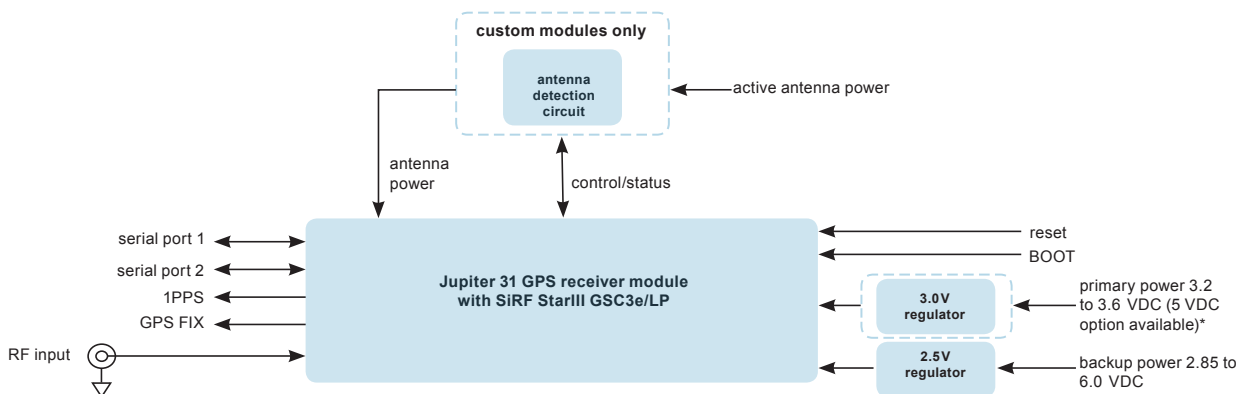 custom modules only
antenna
detection
circuit
active antenna power
antenna
power
control/status
serial port 1
serial port 2
1PPS
GPS FIX
RF input
Jupiter 31 GPS receiver module
with SiRF StarIII GSC3e/LP
reset
BOOT
3.0V
regulator
primary power 3.2
to 3.6 VDC (5 VDC
option available)*
2.5V
regulator
backup power 2.85 to
6.0 VDC